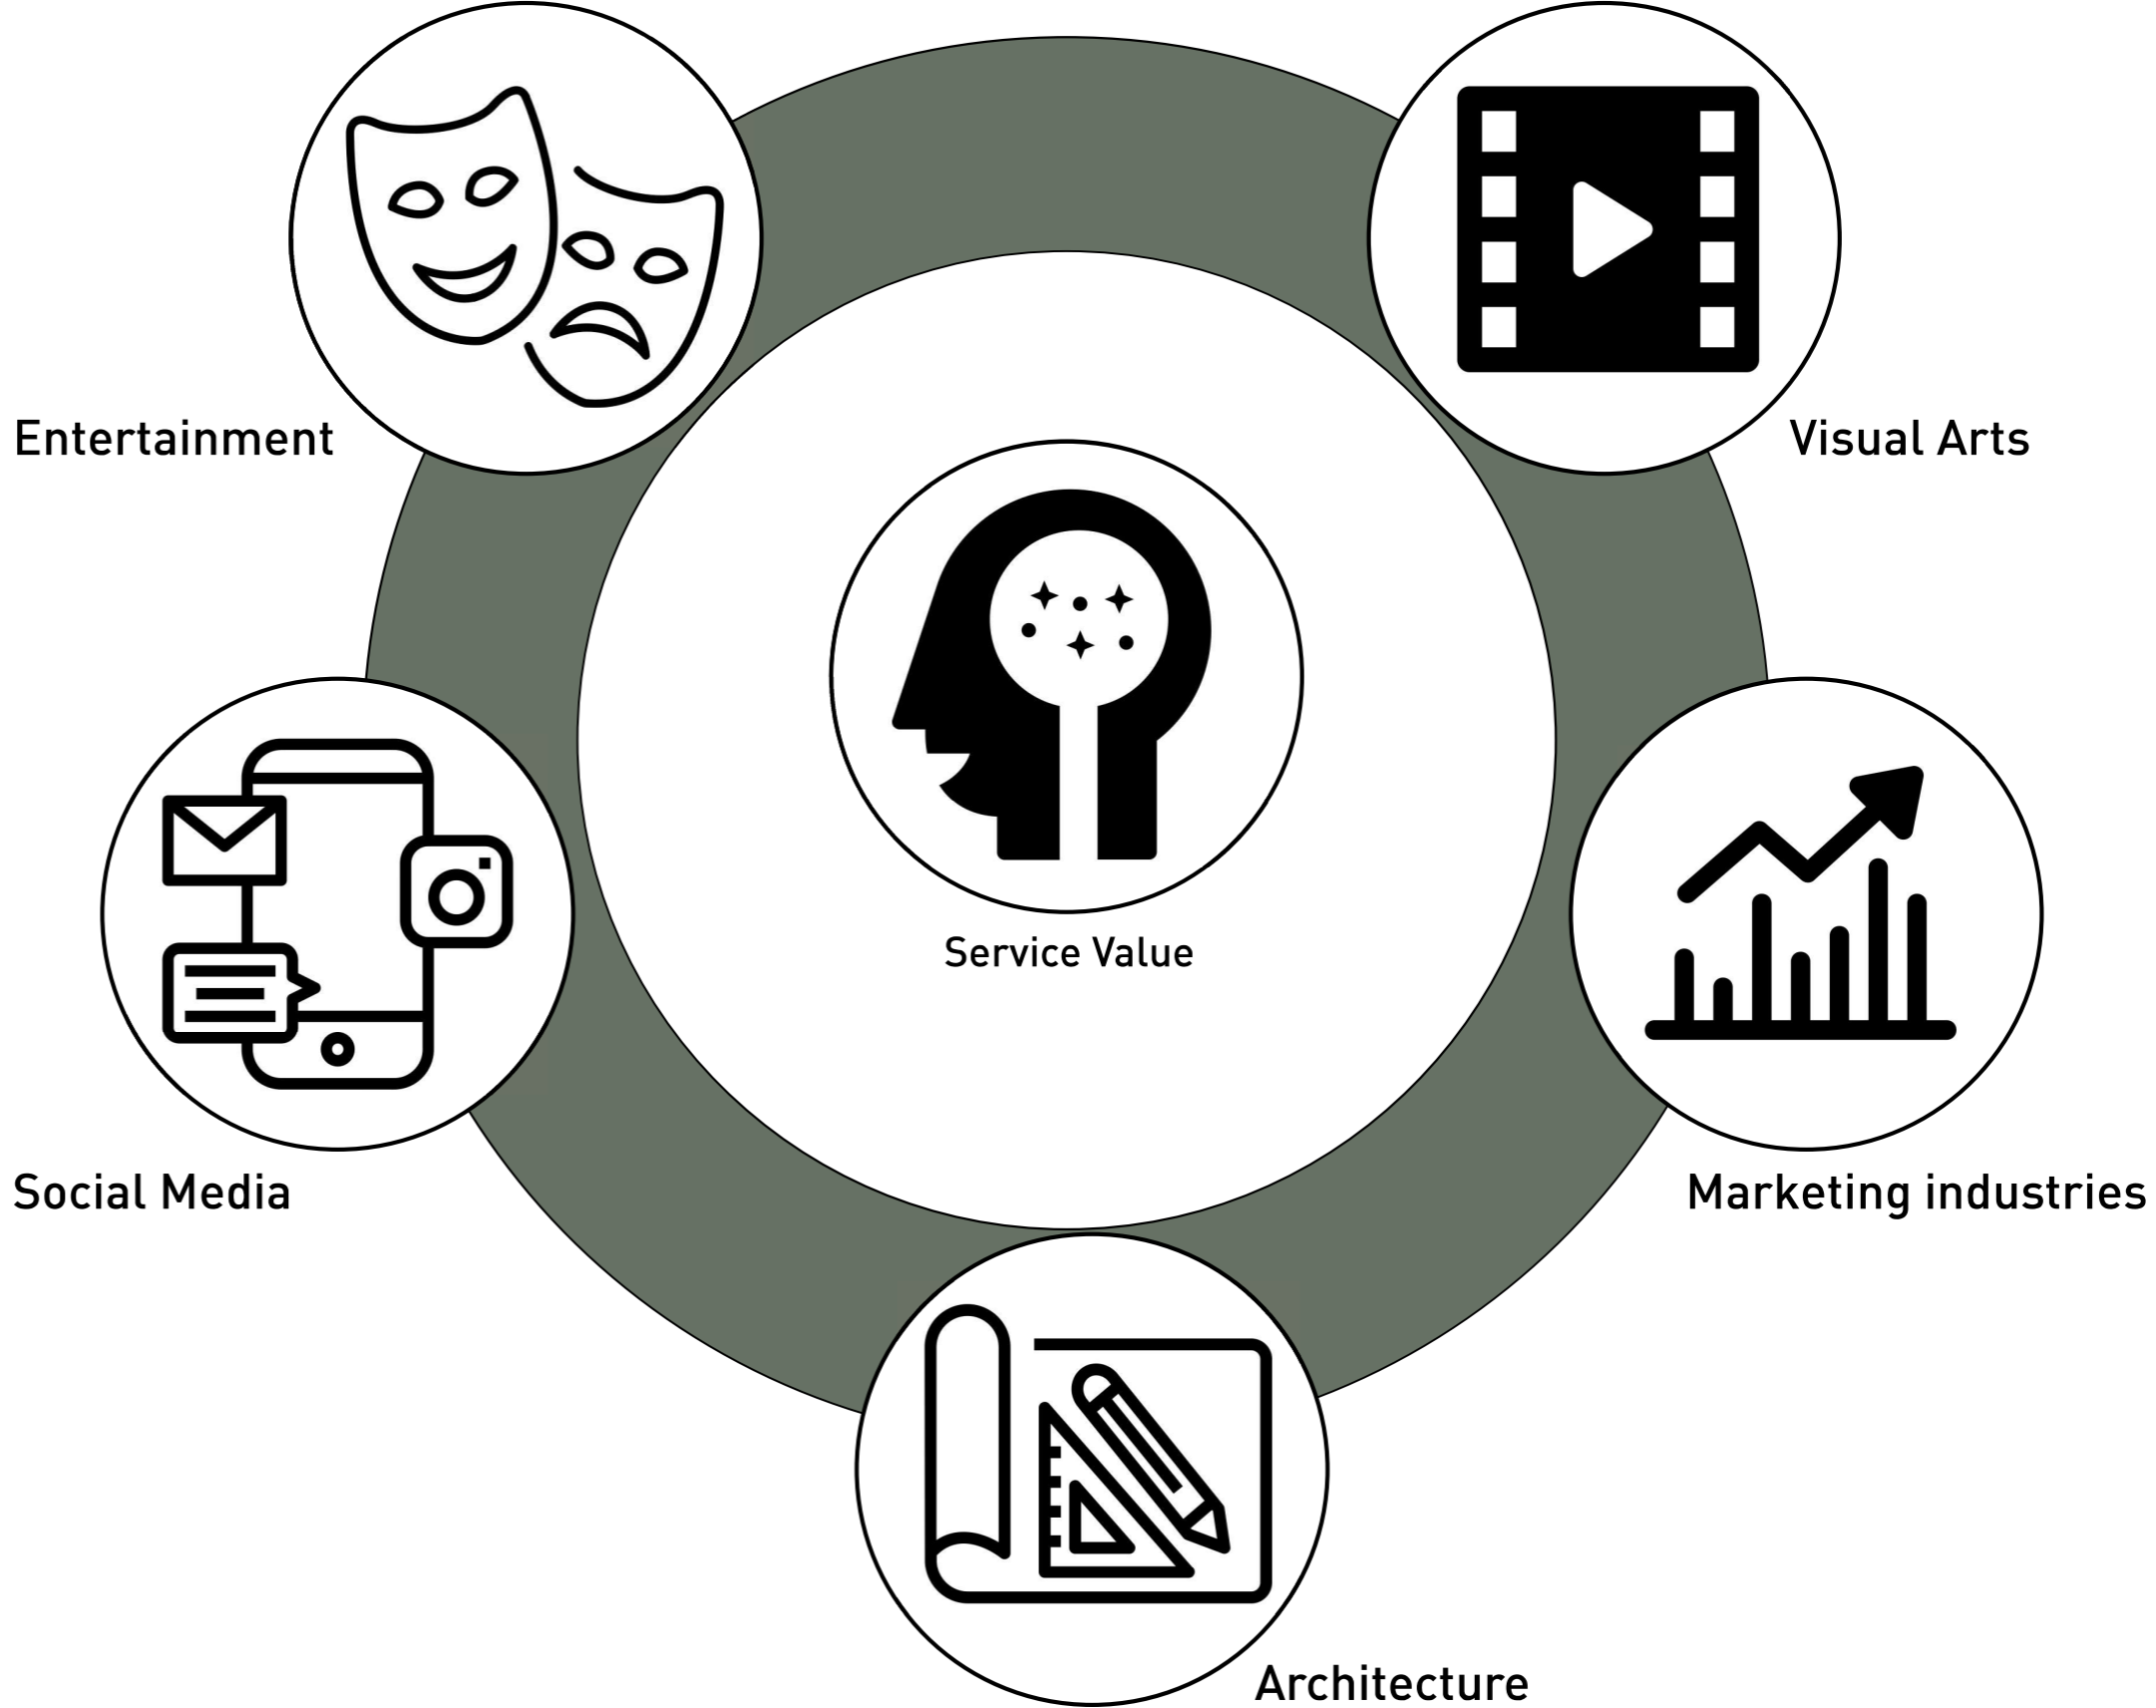 Entertainment
Visual Arts
Service Value
Social Media
Marketing industries
Architecture